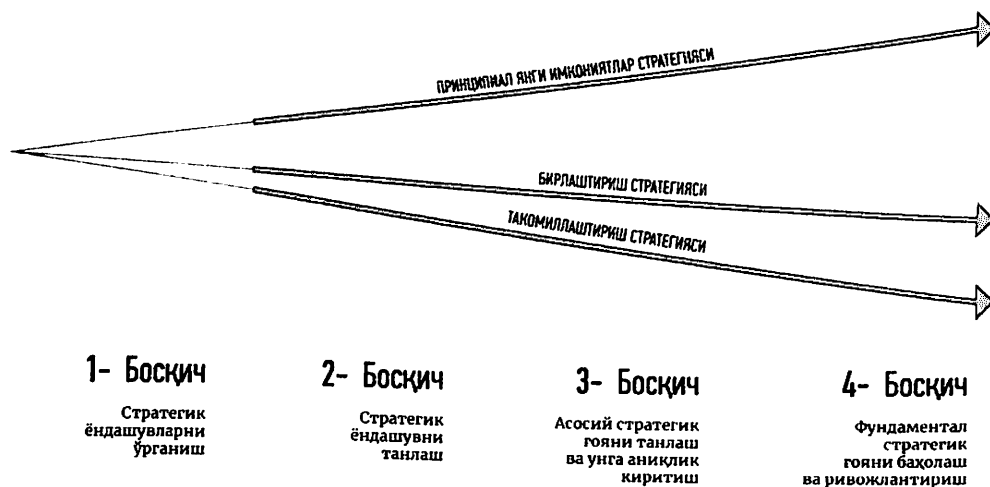 ПРИНЦИПИАЛ ЯНГИ ИМКОНИЯТЛАР СТРАТЕГИЯСИ
БИРЛАШТИРИШ СТРАТЕГИЯСИ
ТАКОМИЛЛАШТИРИШ СТРАТЕГИЯСИ
1- Босқич
Стратегик
ёндашувларни
ўрганиш
2- Босқич
Стратегик
ёндашувни
танлаш
3- Босқич
Асосий стратегик
ғояни танлаш
ва унга аниқлик
киритиш
4- Босқич
Фундаментал
стратегик
ғояни баҳолаш
ва ривожлантириш